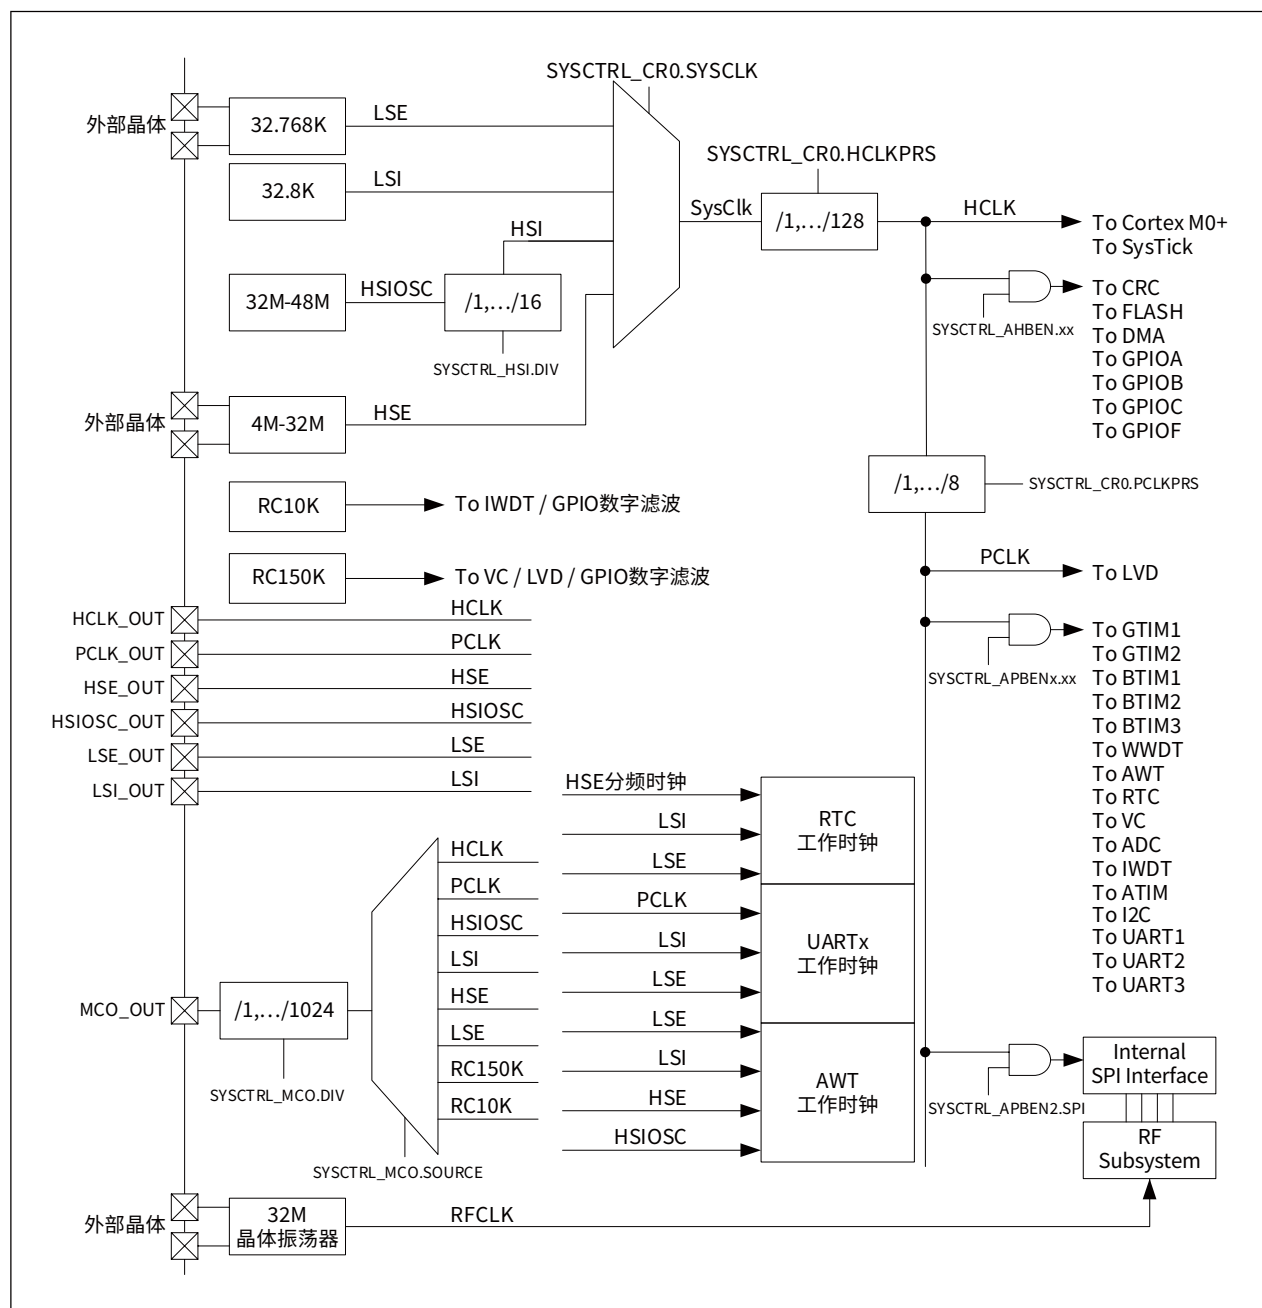 SYSCTRL_CR0.SYSCLK
外部晶体
32.768K
LSE
32.8K
LSI
SYSCTRL_CR0.HCLKPRS
HSI
SysClk
/1,…/128
HCLK
To Cortex M0+
To SysTick
32M-48M
HSIOSC
/1,…/16
SYSCTRL_HSI.DIV
SYSCTRL_AHBEN.xx
To CRC
To FLASH
To DMA
To GPIOA
To GPIOB
To GPIOC
To GPIOF
外部晶体
4M-32M
HSE
/1,…/8
SYSCTRL_CR0.PCLKPRS
RC10K
To IWDT / GPIO数字滤波
RC150K
To VC / LVD / GPIO数字滤波
PCLK
To LVD
HCLK_OUT
HCLK
PCLK_OUT
PCLK
HSE_OUT
HSE
HSIOSC_OUT
HSIOSC
LSE_OUT
LSE
LSI_OUT
LSI
SYSCTRL_APBENx.xx
To GTIM1
To GTIM2
To BTIM1
To BTIM2
To BTIM3
To WWDT
To AWT
To RTC
To VC
To ADC
To IWDT
To ATIM
To I2C
To UART1
To UART2
To UART3
HSE分频时钟
LSI
LSE
RTC
工作时钟
PCLK
LSI
LSE
UARTx
工作时钟
LSE
LSI
HSE
HSIOSC
AWT
工作时钟
HCLK
PCLK
HSIOSC
LSI
HSE
LSE
RC150K
RC10K
MCO_OUT
/1,…/1024
SYSCTRL_MCO.DIV
SYSCTRL_MCO.SOURCE
SYSCTRL_APBEN2.SPI
Internal
SPI Interface
RF
Subsystem
外部晶体
32M
晶体振荡器
RFCLK